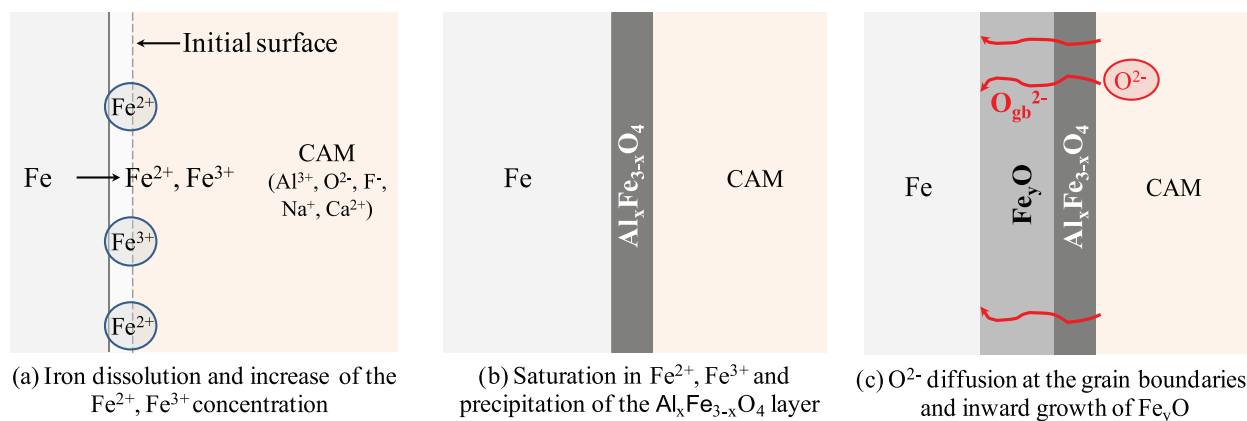 Initial surface
Fe²⁺
Fe
Fe²⁺, Fe³⁺
CAM
(Al³⁺, O²⁻, F⁻,
Na⁺, Ca²⁺)
Fe³⁺
Fe²⁺
(a) Iron dissolution and increase of the
Fe²⁺, Fe³⁺ concentration
Fe
AlₓFe₃₋ₓO₄
CAM
(b) Saturation in Fe²⁺, Fe³⁺ and
precipitation of the AlₓFe₃₋ₓO₄ layer
O²⁻
O_gb²⁻
Fe
Fe_yO
AlₓFe₃₋ₓO₄
CAM
(c) O²⁻ diffusion at the grain boundaries
and inward growth of Fe_yO